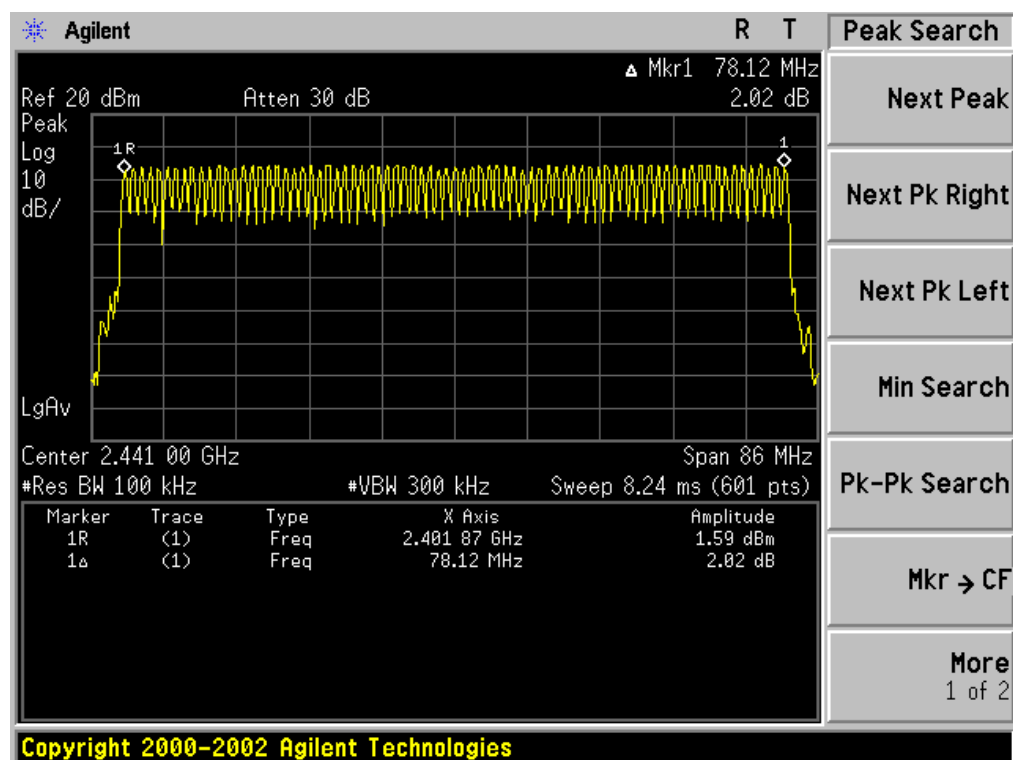 Agilent R T
Peak Search
▵ Mkr1 78.12 MHz
Ref 20 dBm Atten 30 dB 2.02 dB
Peak
Log
10
dB/
1R
1
LgAv
Center 2.441 00 GHz Span 86 MHz
#Res BW 100 kHz #VBW 300 kHz Sweep 8.24 ms (601 pts)
Marker Trace Type X Axis Amplitude
1R (1) Freq 2.401 87 GHz 1.59 dBm
1▵ (1) Freq 78.12 MHz 2.02 dB
Next Peak
Next Pk Right
Next Pk Left
Min Search
Pk-Pk Search
Mkr → CF
More
1 of 2
Copyright 2000-2002 Agilent Technologies